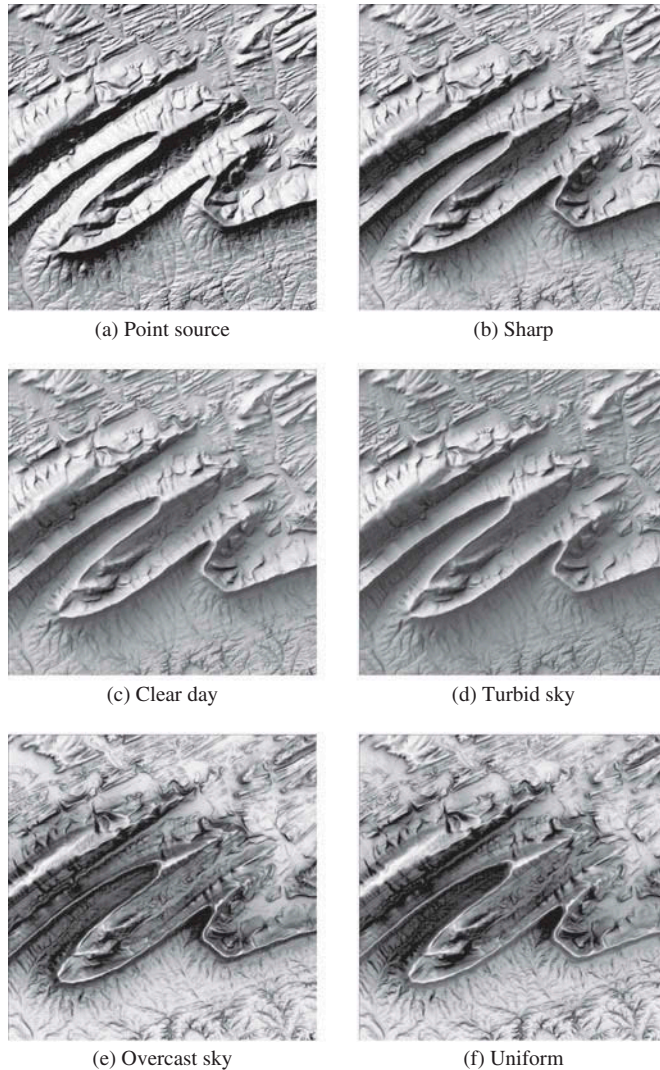 (a) Point source
(b) Sharp
(c) Clear day
(d) Turbid sky
(e) Overcast sky
(f) Uniform